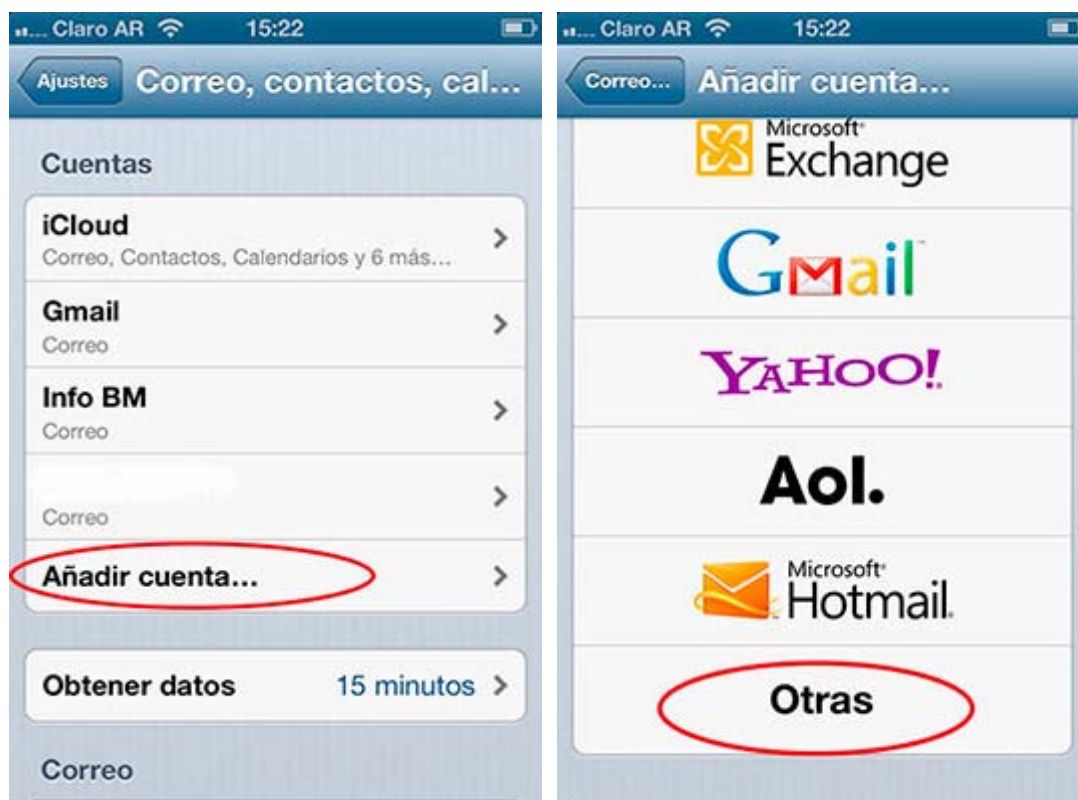 ... Claro AR 15:22
Ajustes Correo, contactos, cal...
Cuentas
iCloud
Correo, Contactos, Calendarios y 6 más...
Gmail
Correo
Info BM
Correo
Correo
Añadir cuenta...
Obtener datos 15 minutos
Correo
... Claro AR 15:22
Correo... Añadir cuenta...
Microsoft
Exchange
Gmail
YAHOO!
Aol.
Microsoft
Hotmail
Otras